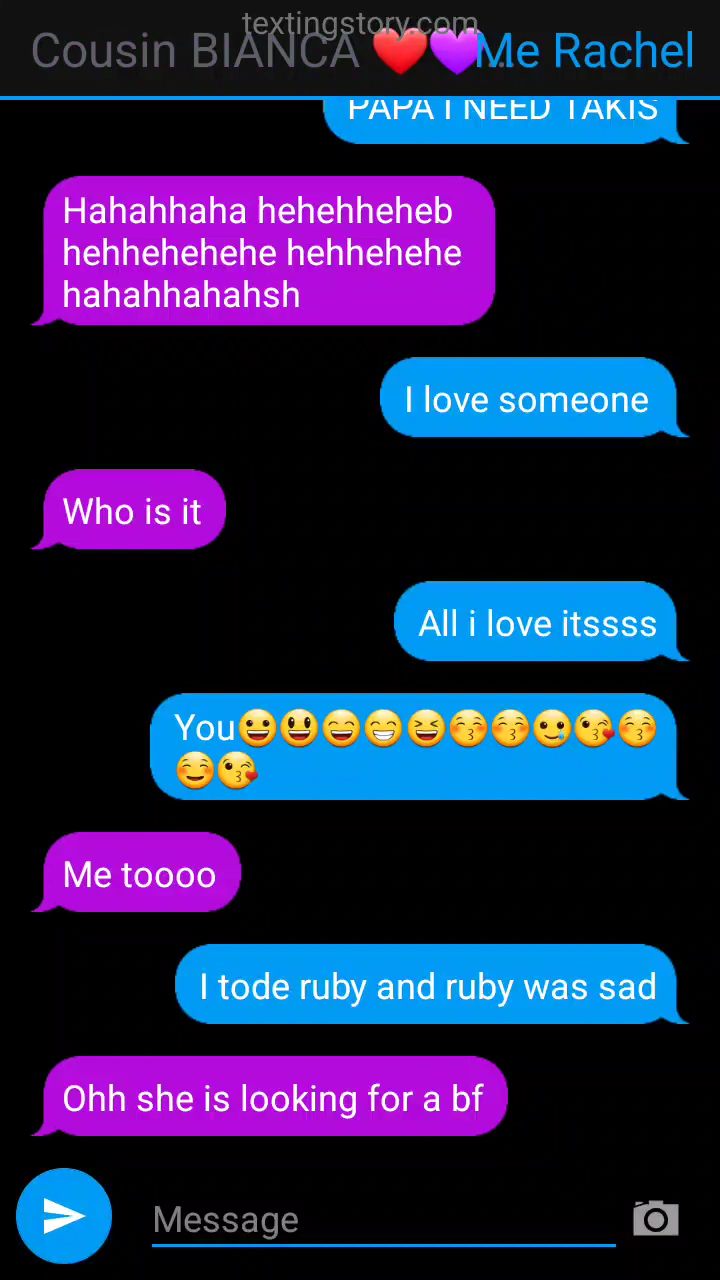 textingstory.com
Cousin BIANCA ❤️💜 Me Rachel
PAPA I NEED TAKIS
Hahahhaha hehehheheb
hehhehehehe hehhehehe
hahahhahahsh
I love someone
Who is it
All i love itssss
You😀😃😄😁😆😚😚🥲😘😚
☺️😘
Me toooo
I tode ruby and ruby was sad
Ohh she is looking for a bf
Message